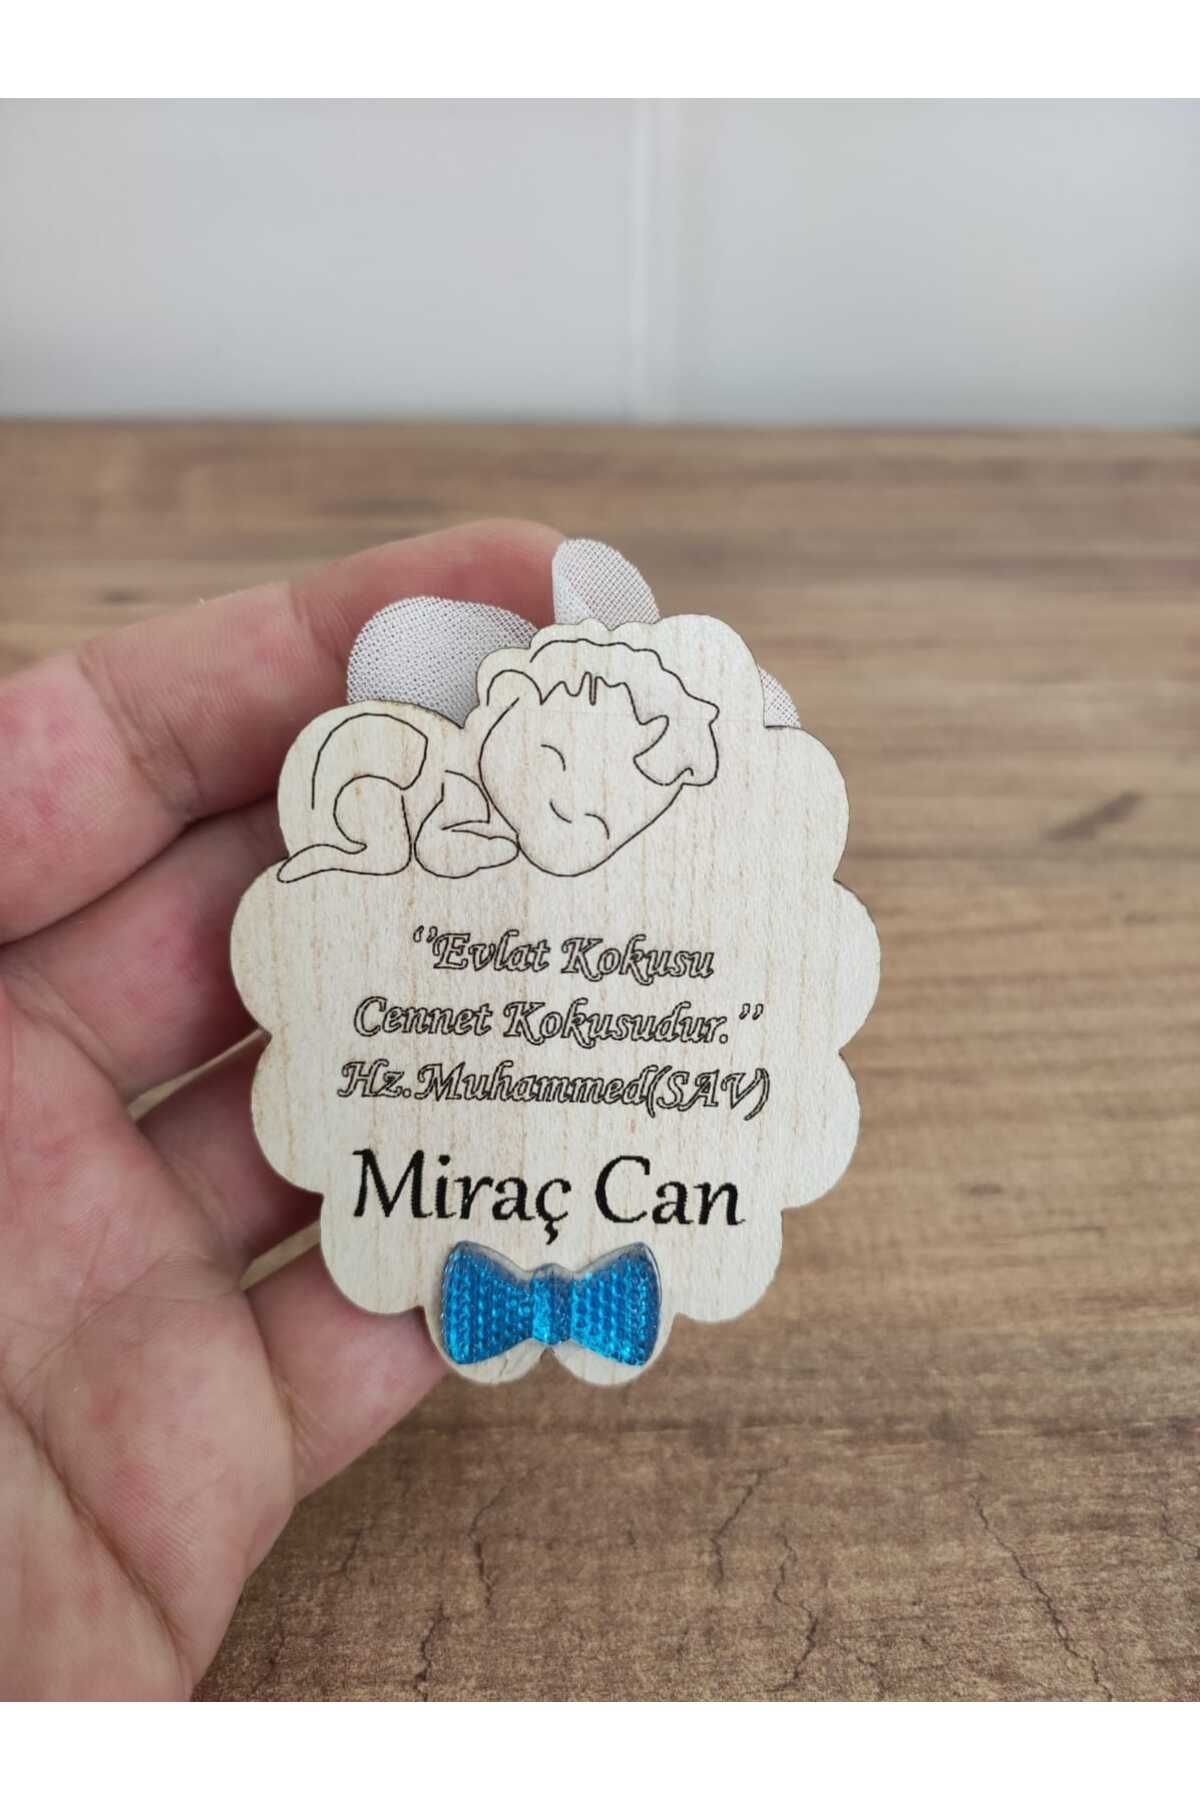 ‘’Evlat Kokusu
Cennet Kokusudur.’’
Hz.Muhammed(SAV)
Miraç Can